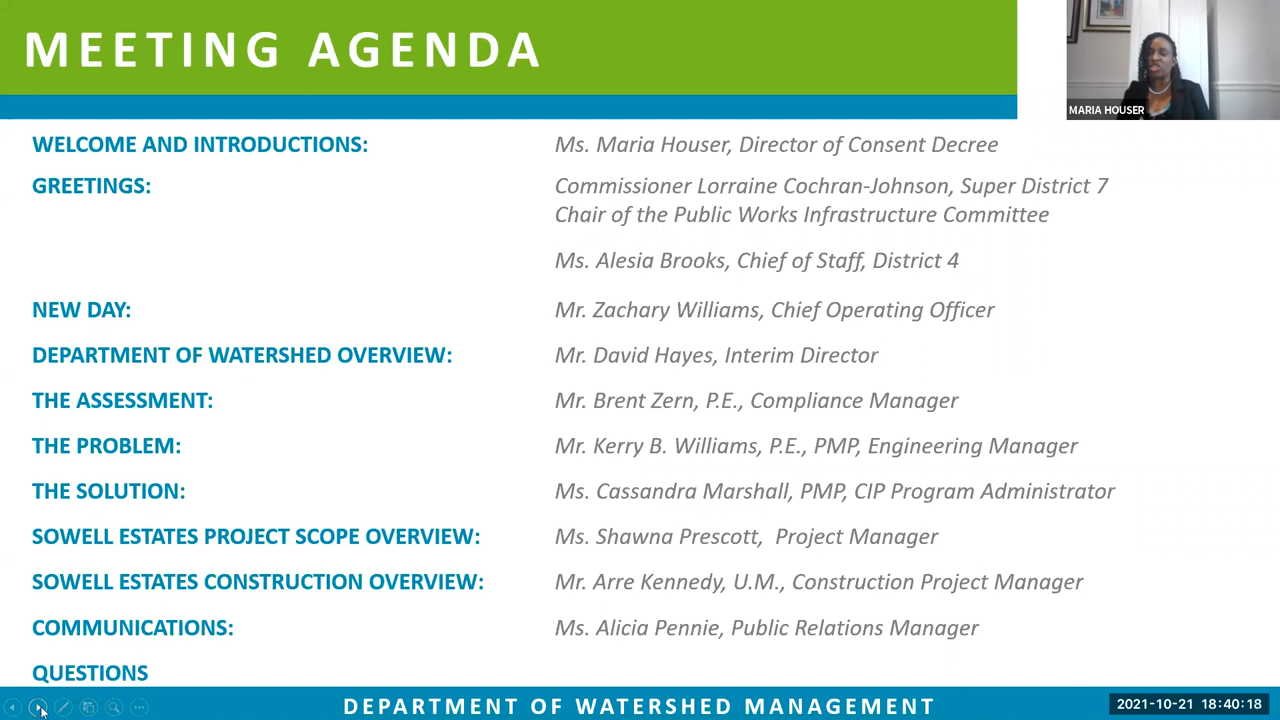 MEETING AGENDA
MARIA HOUSER
WELCOME AND INTRODUCTIONS: Ms. Maria Houser, Director of Consent Decree
GREETINGS: Commissioner Lorraine Cochran-Johnson, Super District 7
Chair of the Public Works Infrastructure Committee
Ms. Alesia Brooks, Chief of Staff, District 4
NEW DAY: Mr. Zachary Williams, Chief Operating Officer
DEPARTMENT OF WATERSHED OVERVIEW: Mr. David Hayes, Interim Director
THE ASSESSMENT: Mr. Brent Zern, P.E., Compliance Manager
THE PROBLEM: Mr. Kerry B. Williams, P.E., PMP, Engineering Manager
THE SOLUTION: Ms. Cassandra Marshall, PMP, CIP Program Administrator
SOWELL ESTATES PROJECT SCOPE OVERVIEW: Ms. Shawna Prescott, Project Manager
SOWELL ESTATES CONSTRUCTION OVERVIEW: Mr. Arre Kennedy, U.M., Construction Project Manager
COMMUNICATIONS: Ms. Alicia Pennie, Public Relations Manager
QUESTIONS
DEPARTMENT OF WATERSHED MANAGEMENT
2021-10-21 18:40:18